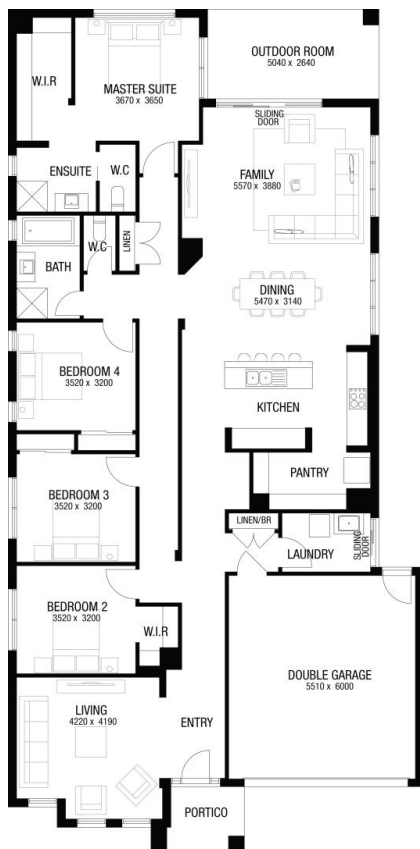 OUTDOOR ROOM
5040 x 2640
W.I.R
MASTER SUITE
3670 x 3650
SLIDING
DOOR
ENSUITE
W.C
FAMILY
5570 x 3880
W.C
LINEN
BATH
DINING
5470 x 3140
BEDROOM 4
3520 x 3200
KITCHEN
PANTRY
BEDROOM 3
3520 x 3200
LINEN/BR
LAUNDRY
SLIDING
DOOR
BEDROOM 2
3520 x 3200
W.I.R
DOUBLE GARAGE
5510 x 6000
LIVING
4220 x 4190
ENTRY
PORTICO